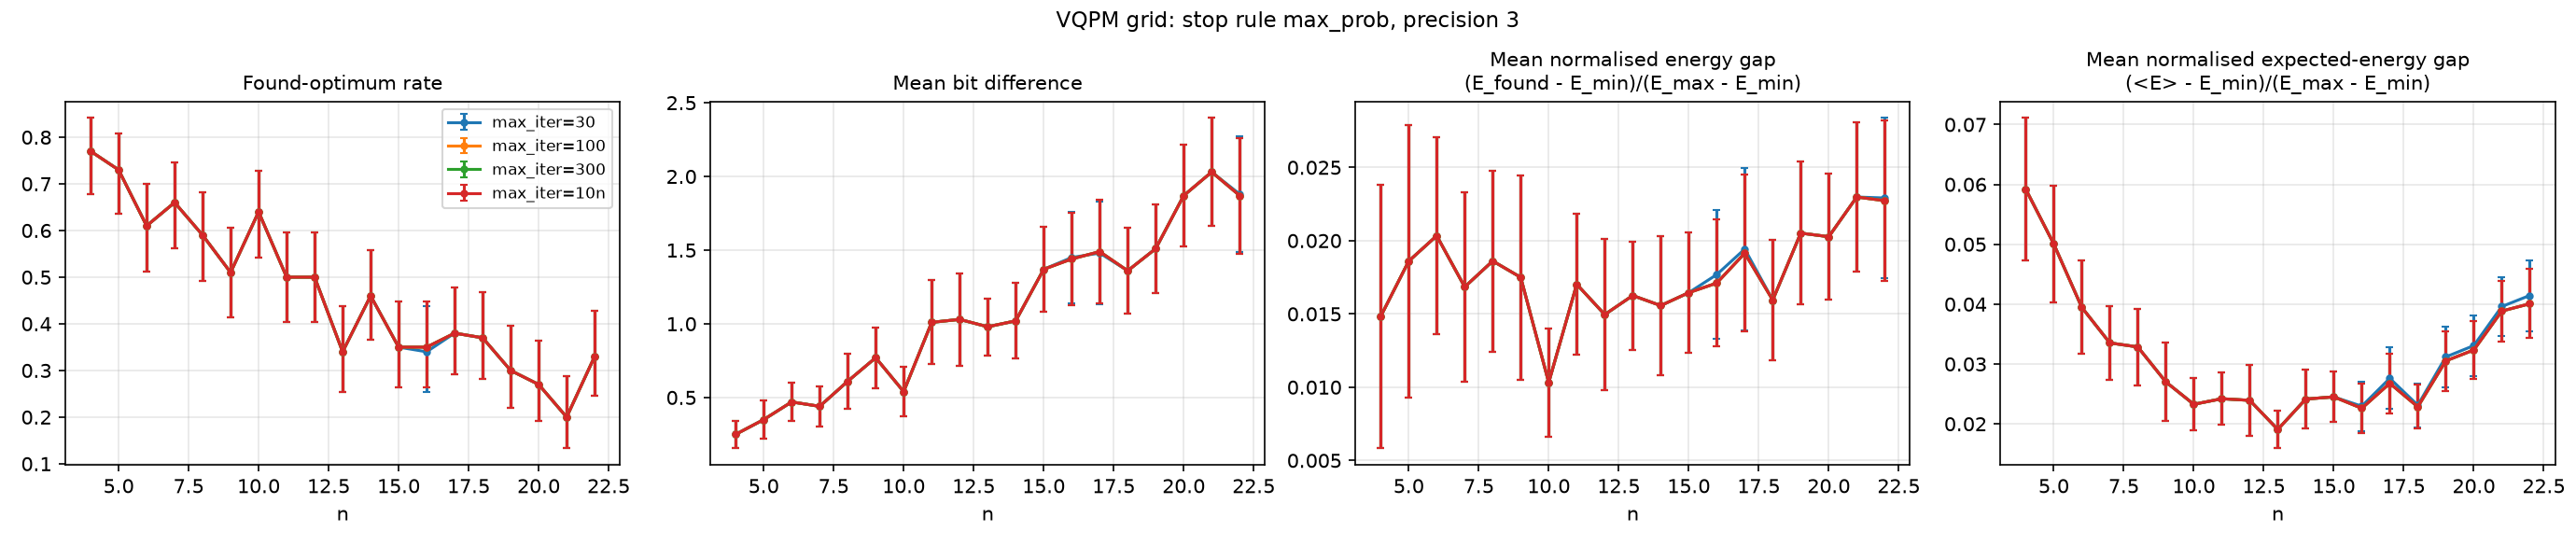 VQPM grid: stop rule max_prob, precision 3
Found-optimum rate
0.8
0.7
0.6
0.5
0.4
0.3
0.2
0.1
5.0 7.5 10.0 12.5 15.0 17.5 20.0 22.5
n
max_iter=30
max_iter=100
max_iter=300
max_iter=10n
Mean bit difference
2.5
2.0
1.5
1.0
0.5
5.0 7.5 10.0 12.5 15.0 17.5 20.0 22.5
n
Mean normalised energy gap
(E_found - E_min)/(E_max - E_min)
0.025
0.020
0.015
0.010
0.005
5.0 7.5 10.0 12.5 15.0 17.5 20.0 22.5
n
Mean normalised expected-energy gap
(<E> - E_min)/(E_max - E_min)
0.07
0.06
0.05
0.04
0.03
0.02
5.0 7.5 10.0 12.5 15.0 17.5 20.0 22.5
n